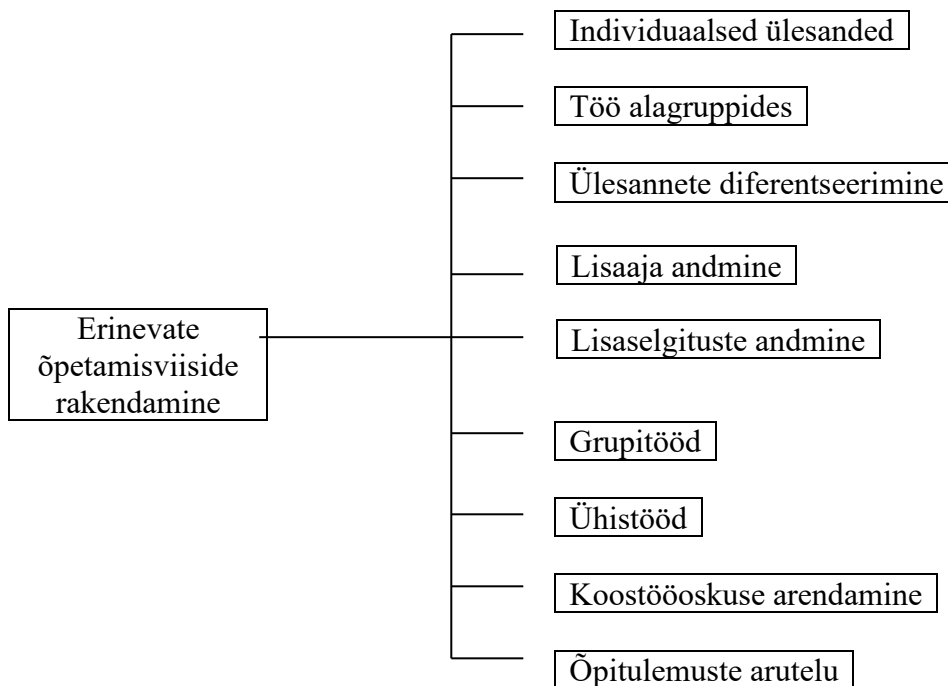 Individuaalsed ülesanded
Töö alagruppides
Ülesannete diferentseerimine
Lisaaja andmine
Erinevate
õpetamisviiside
rakendamine
Lisaselgituste andmine
Grupitööd
Ühistööd
Koostööoskuse arendamine
Õpitulemuste arutelu